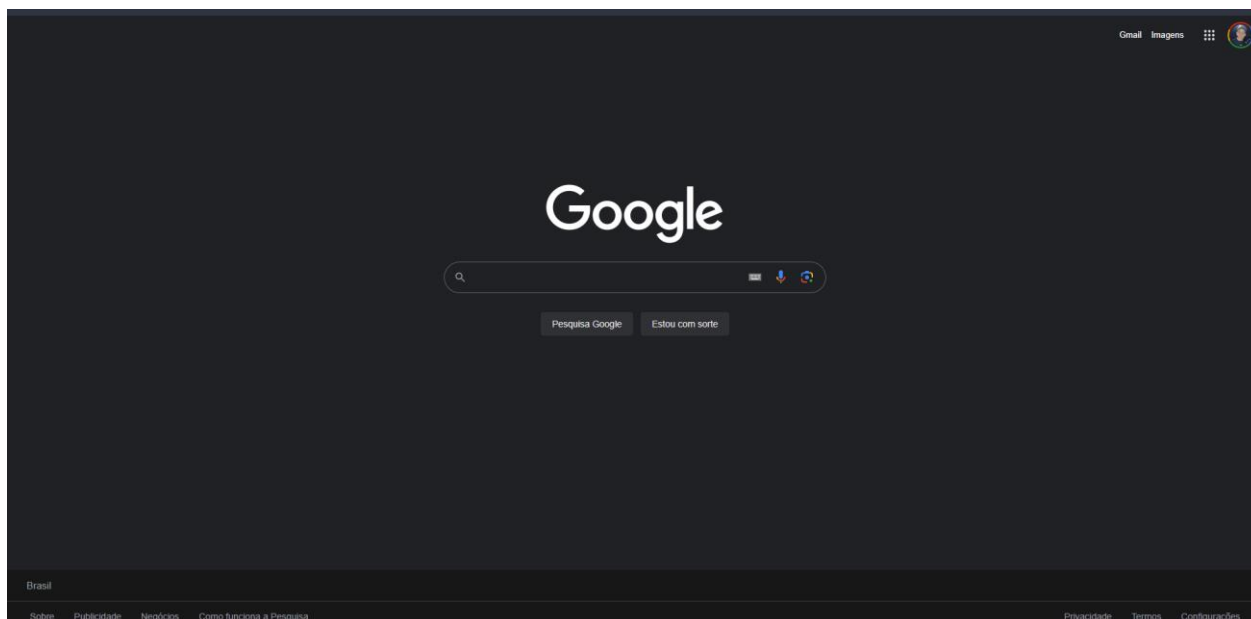 Gmail Imagens
Google
Pesquisa Google Estou com sorte
Brasil
Sobre Publicidade Negócios Como funciona a Pesquisa Privacidade Termos Configurações